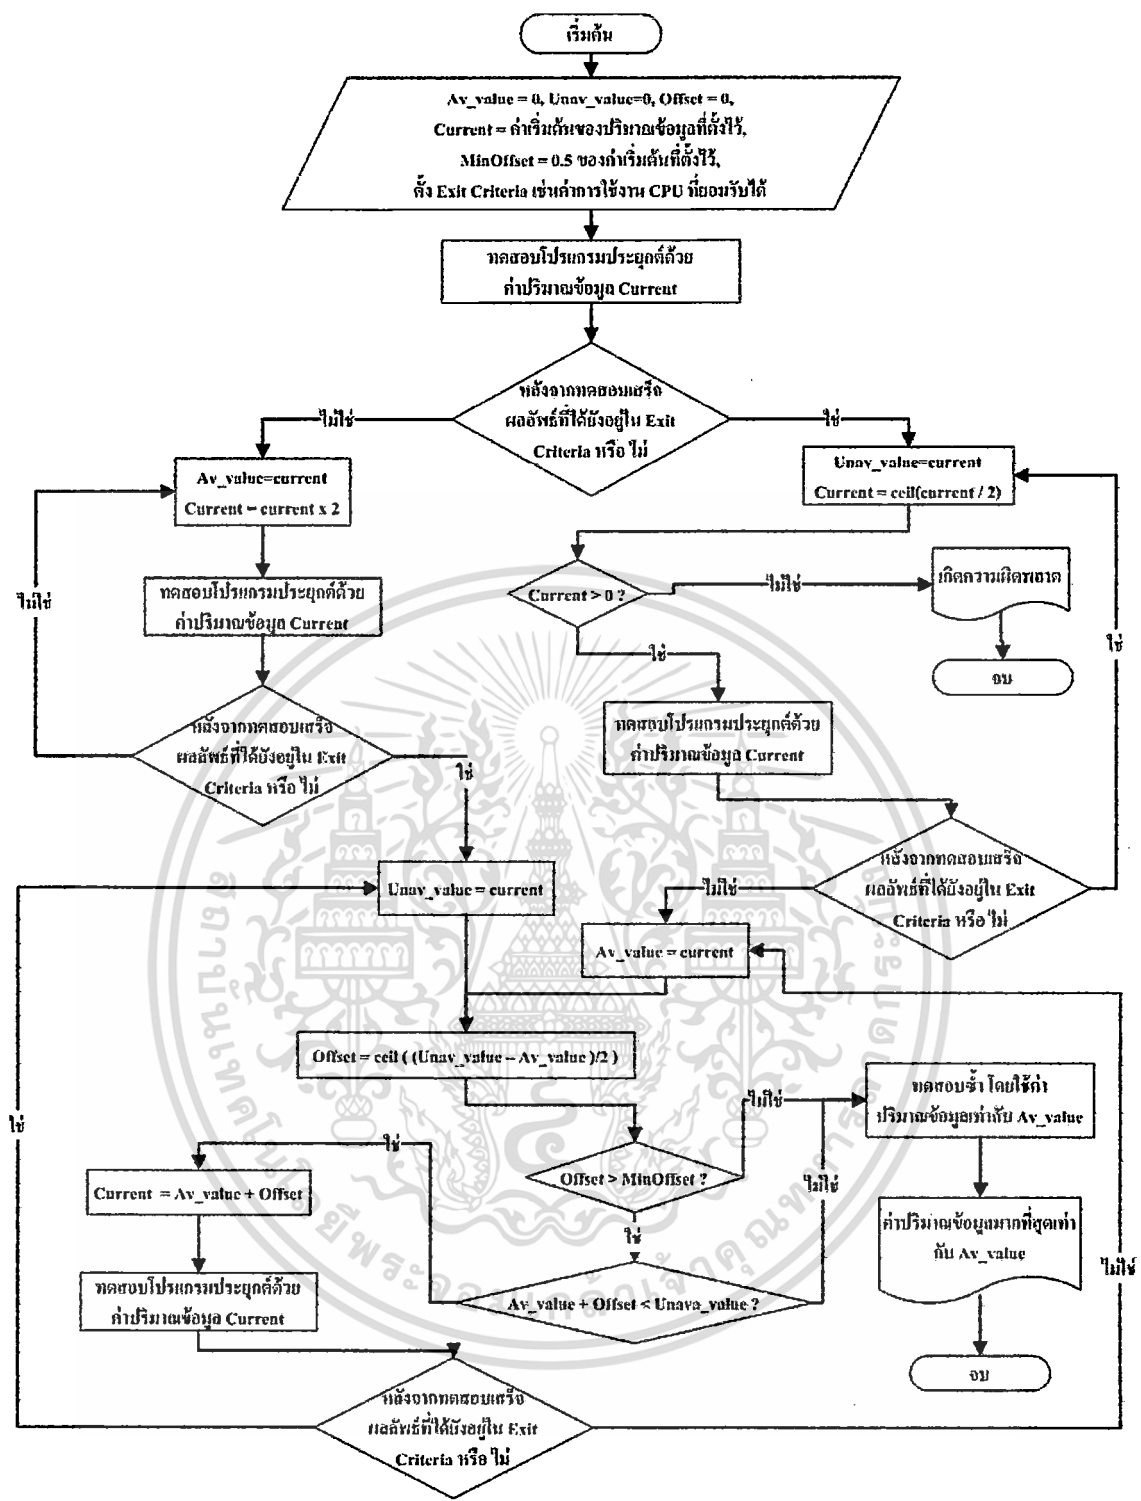 เริ่มต้น
Av_value = 0, Unav_value=0, Offset = 0,
Current = ค่าเริ่มต้นของปริมาณข้อมูลที่ตั้งไว้,
MinOffset = 0.5 ของค่าเริ่มต้นที่ตั้งไว้,
ตั้ง Exit Criteria เช่นค่าการใช้งาน CPU ที่ยอมรับได้
ทดสอบโปรแกรมประยุกต์ด้วย
ค่าปริมาณข้อมูล Current
หลังจากทดสอบเสร็จ
ผลลัพธ์ที่ได้ยังอยู่ใน Exit
Criteria หรือ ไม่
ไม่ใช่
ใช่
Av_value=current
Current = current x 2
Unav_value=current
Current = ceil(current / 2)
ทดสอบโปรแกรมประยุกต์ด้วย
ค่าปริมาณข้อมูล Current
ไม่ใช่
Current > 0 ?
ไม่ใช่
เกิดความผิดพลาด
ใช่
ใช่
จบ
หลังจากทดสอบเสร็จ
ผลลัพธ์ที่ได้ยังอยู่ใน Exit
Criteria หรือ ไม่
ใช่
ทดสอบโปรแกรมประยุกต์ด้วย
ค่าปริมาณข้อมูล Current
หลังจากทดสอบเสร็จ
ผลลัพธ์ที่ได้ยังอยู่ใน Exit
Criteria หรือ ไม่
ไม่ใช่
Unav_value = current
Av_value = current
Offset = ceil ( (Unav_value – Av_value )/2 )
ทดสอบซ้ำ โดยใช้ค่า
ปริมาณข้อมูลเท่ากับ Av_value
ไม่ใช่
ใช่
ใช่
Offset > MinOffset ?
ไม่ใช่
Current = Av_value + Offset
ใช่
ค่าปริมาณข้อมูลมากที่สุดเท่า
กับ Av_value
ไม่ใช่
ทดสอบโปรแกรมประยุกต์ด้วย
ค่าปริมาณข้อมูล Current
Av_value + Offset < Unava_value ?
จบ
หลังจากทดสอบเสร็จ
ผลลัพธ์ที่ได้ยังอยู่ใน Exit
Criteria หรือ ไม่